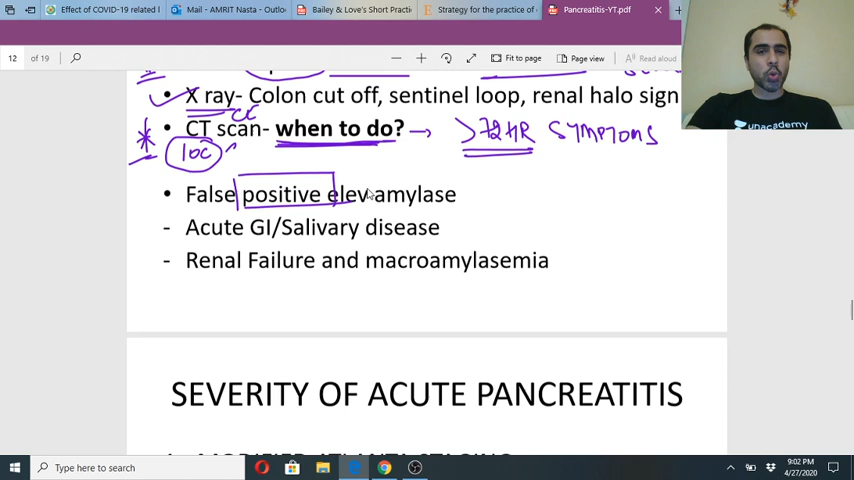 Effect of COVID-19 related l
Mail - AMRIT Nasta - Outlo
Bailey & Love's Short Practi
Strategy for the practice of
Pancreatitis-YT.pdf
12 of 19
Fit to page
Page view
Read aloud
• X ray- Colon cut off, sentinel loop, renal halo sign
• CT scan- when to do? → >72 HR SYMPTOMS
IOC
unacademy
• False positive elev amylase
- Acute GI/Salivary disease
- Renal Failure and macroamylasemia
SEVERITY OF ACUTE PANCREATITIS
Type here to search
9:02 PM
4/27/2020